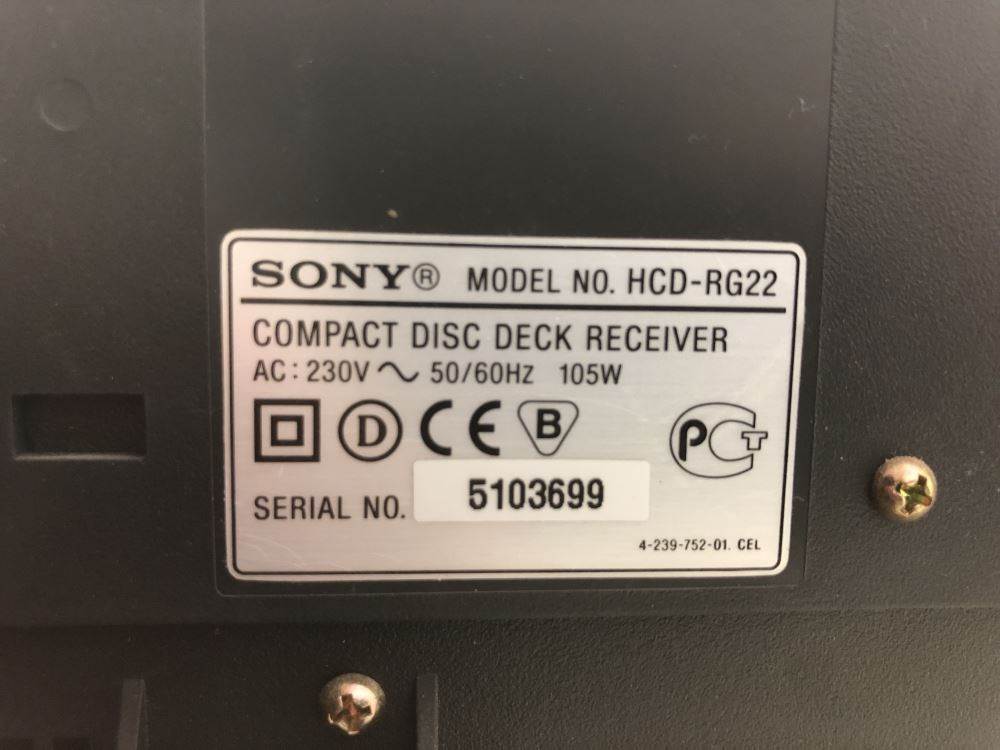 SONY® MODEL NO. HCD-RG22
COMPACT DISC DECK RECEIVER
AC: 230V ~ 50/60Hz 105W
D CE B PCT
SERIAL NO. 5103699
4-239-752-01. CEL